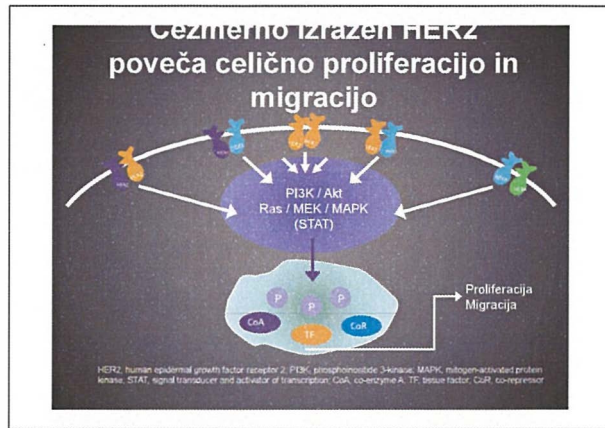 Čezmerno izražen HER2
poveča celično proliferacijo in
migracijo
PI3K / Akt
Ras / MEK / MAPK
(STAT)
P
P
P
CoA
TF
CoR
Proliferacija
Migracija
HER2, human epidermal growth factor receptor 2; PI3K, phosphoinositide 3-kinase; MAPK, mitogen-activated protein
kinase; STAT, signal transducer and activator of transcription; CoA, co-enzyme A; TF, tissue factor; CoR, co-repressor